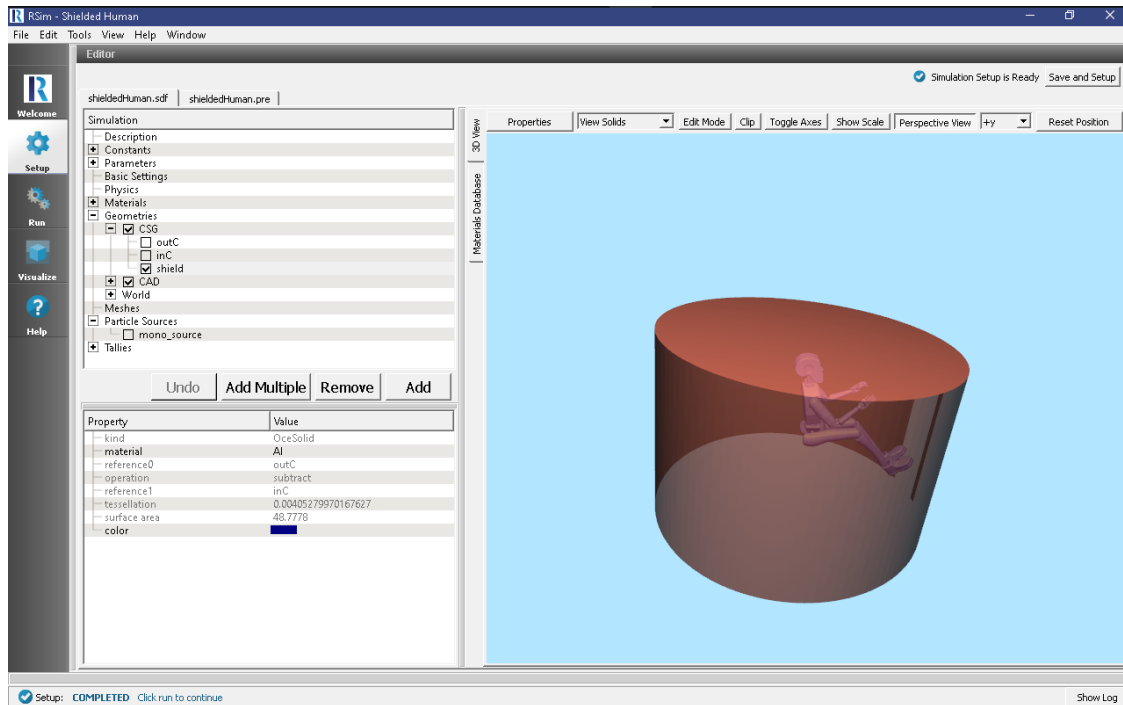 RSim - Shielded Human
File Edit Tools View Help Window
Editor
Simulation Setup is Ready Save and Setup
Welcome
Setup
Run
Visualize
Help
shieldedHuman.sdf shieldedHuman.pre
Simulation
Description
Constants
Parameters
Basic Settings
Physics
Materials
Geometries
CSG
outC
inC
shield
CAD
World
Meshes
Particle Sources
mono_source
Tallies
Undo Add Multiple Remove Add
Property Value
kind OceSolid
material Al
reference0 outC
operation subtract
reference1 inC
tessellation 0.00405279970167627
surface area 48.7778
color
3D View
Materials Database
Properties View Solids Edit Mode Clip Toggle Axes Show Scale Perspective View +y Reset Position
Setup: COMPLETED Click run to continue
Show Log